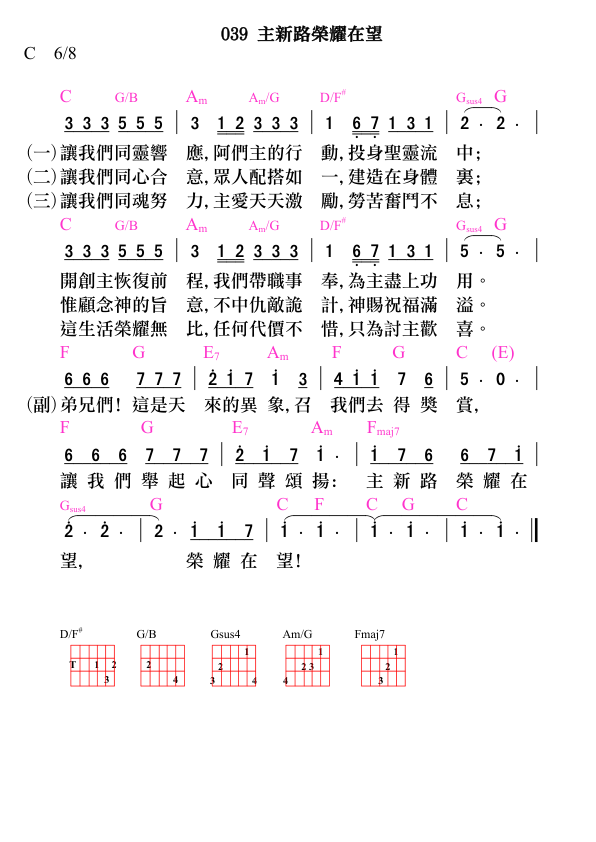 039 主新路榮耀在望
C 6/8
C G/B Am Am/G D/F# Gsus4 G
3 3 3 5 5 5 | 3 1 2 3 3 3 | 1 6̣ 7̣ 1 3 1 | 2 · 2 · |
(一)讓我們同靈響 應,阿們主的行 動,投身聖靈流 中;
(二)讓我們同心合 意,眾人配搭如 一,建造在身體 裏;
(三)讓我們同魂努 力,主愛天天激 勵,勞苦奮鬥不 息;
C G/B Am Am/G D/F# Gsus4 G
3 3 3 5 5 5 | 3 1 2 3 3 3 | 1 6̣ 7̣ 1 3 1 | 5 · 5 · |
開創主恢復前 程,我們帶職事 奉,為主盡上功 用。
惟顧念神的旨 意,不中仇敵詭 計,神賜祝福滿 溢。
這生活榮耀無 比,任何代價不 惜,只為討主歡 喜。
F G E7 Am F G C (E)
6 6 6 7 7 7 | 2̇ 1̇ 7 1̇ 3 | 4 1̇ 1̇ 7 6 | 5 · 0 · |
(副)弟兄們! 這是天 來的異 象,召 我們去 得 獎 賞,
F G E7 Am Fmaj7
6 6 6 7 7 7 | 2̇ 1̇ 7 1̇ · | 1̇ 7 6 6 7 1̇ |
讓 我 們 舉 起 心 同 聲 頌 揚: 主 新 路 榮 耀 在
Gsus4 G C F C G C
2̇ · 2̇ · | 2̇ · 1̇ 1̇ 7 | 1̇ · 1̇ · | 1̇ · 1̇ · | 1̇ · 1̇ · ‖
望, 榮 耀 在 望!
D/F# G/B Gsus4 Am/G Fmaj7
T 1 2 3 2 4 1 2 3 4 1 2 3 4 1 2 3